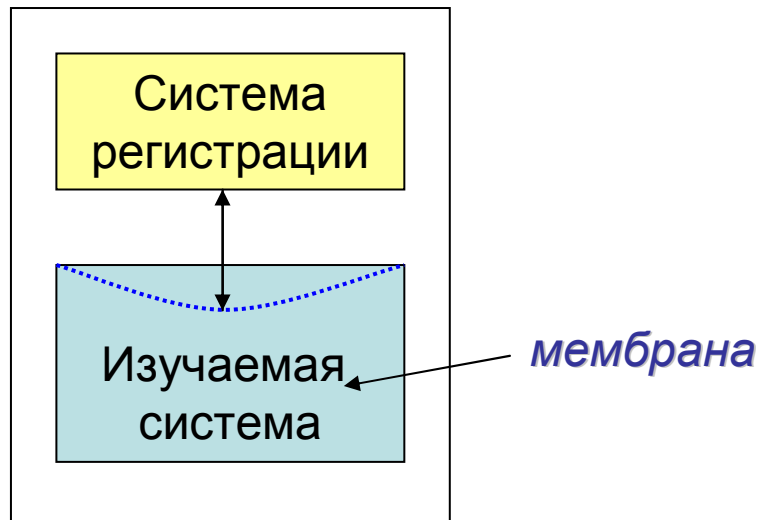 Система
регистрации
Изучаемая
система
мембрана